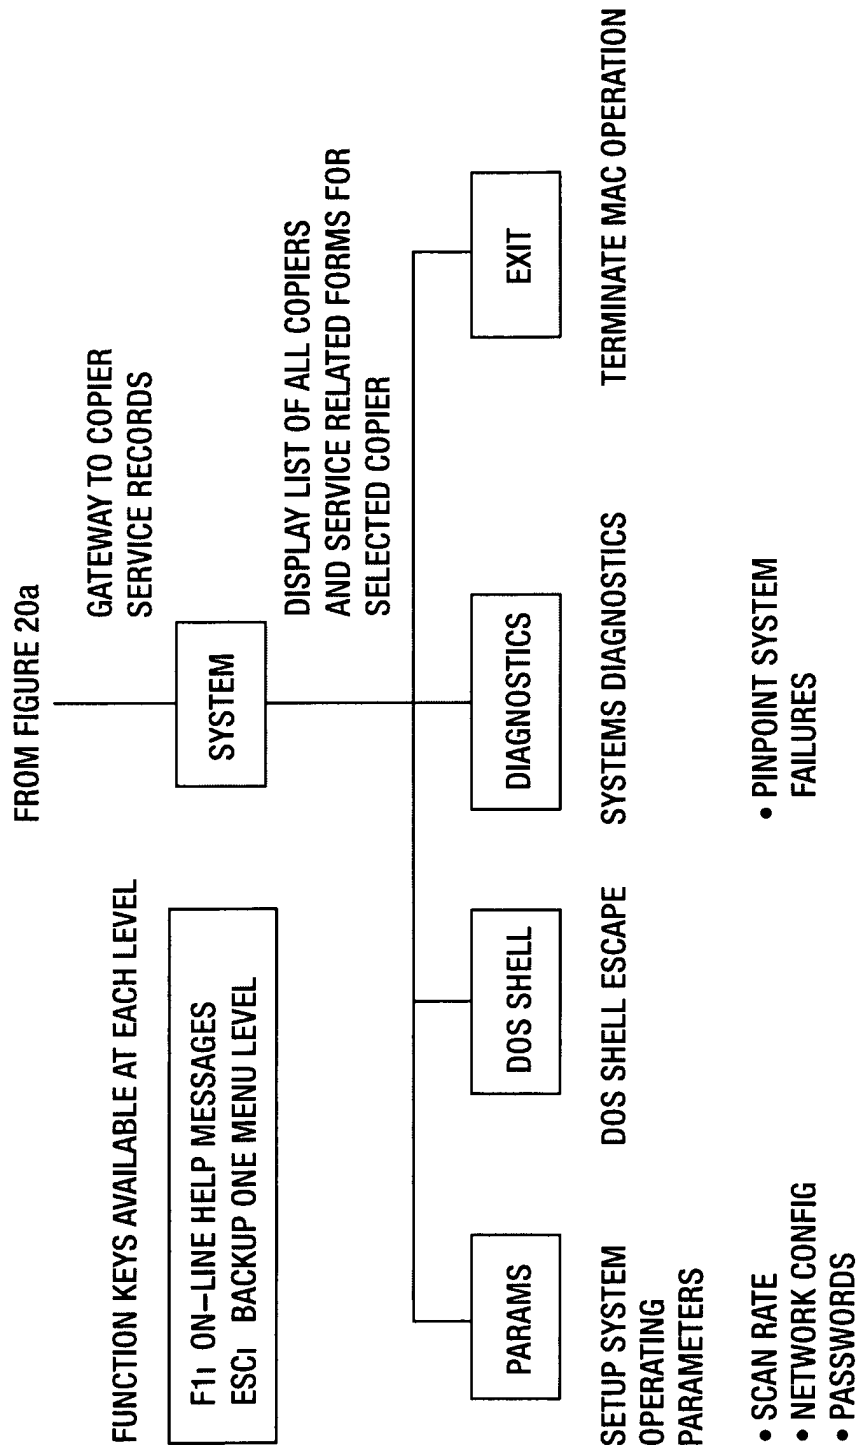 FROM FIGURE 20a
FUNCTION KEYS AVAILABLE AT EACH LEVEL
F1ı ON–LINE HELP MESSAGES
ESCı BACKUP ONE MENU LEVEL
GATEWAY TO COPIER
SERVICE RECORDS
SYSTEM
DISPLAY LIST OF ALL COPIERS
AND SERVICE RELATED FORMS FOR
SELECTED COPIER
PARAMS
DOS SHELL
DIAGNOSTICS
EXIT
SETUP SYSTEM
OPERATING
PARAMETERS
• SCAN RATE
• NETWORK CONFIG
• PASSWORDS
DOS SHELL ESCAPE
SYSTEMS DIAGNOSTICS
• PINPOINT SYSTEM
FAILURES
TERMINATE MAC OPERATION